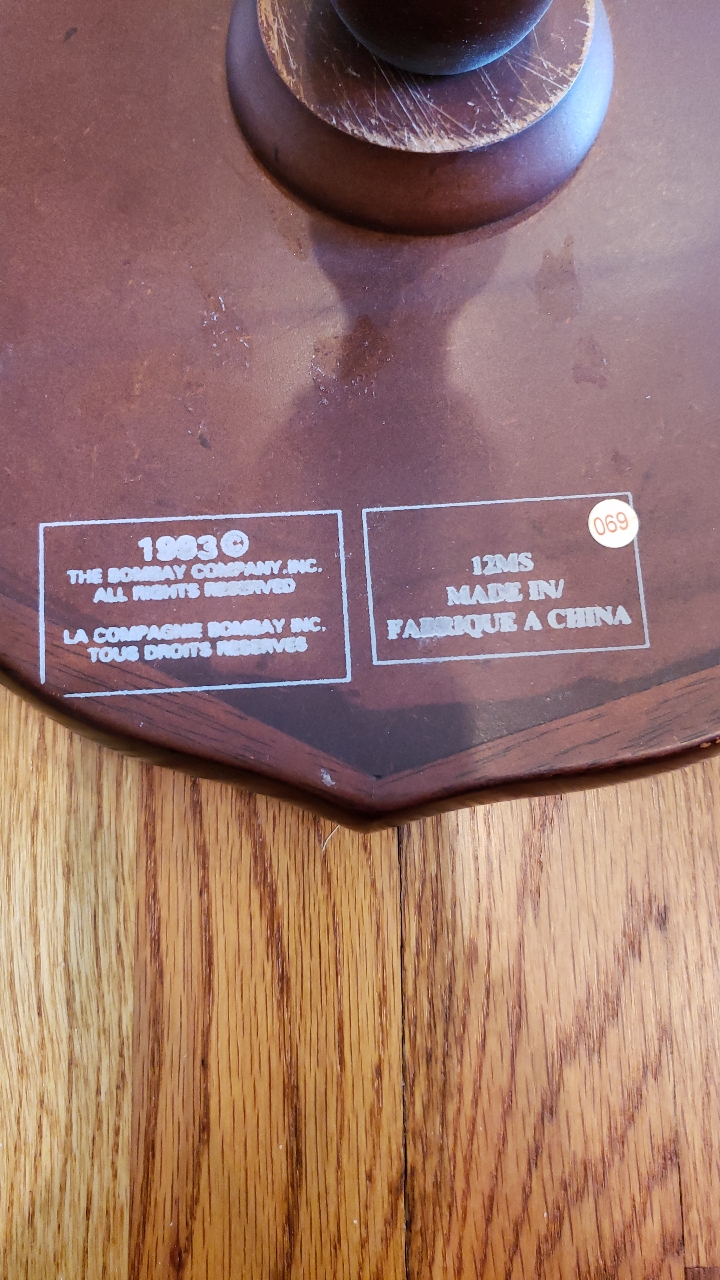 1993 ©
THE BOMBAY COMPANY.INC.
ALL RIGHTS RESERVED
LA COMPAGNIE BOMBAY INC.
TOUS DROITS RESERVES
12MS
MADE IN/
FABRIQUE A CHINA
069